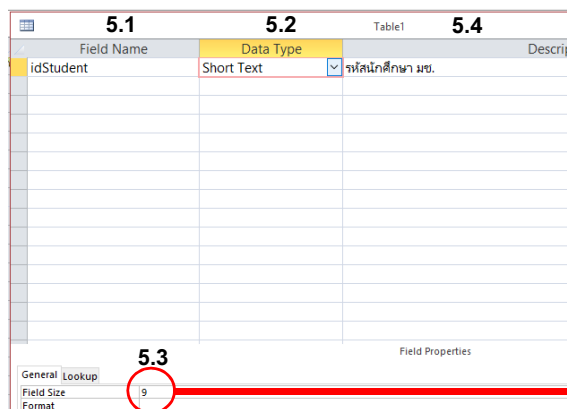 5.1 5.2 Table1 5.4
Field Name Data Type Descrip
idStudent Short Text รหัสนักศึกษา มช.
Field Properties
5.3
General Lookup
Field Size 9
Format